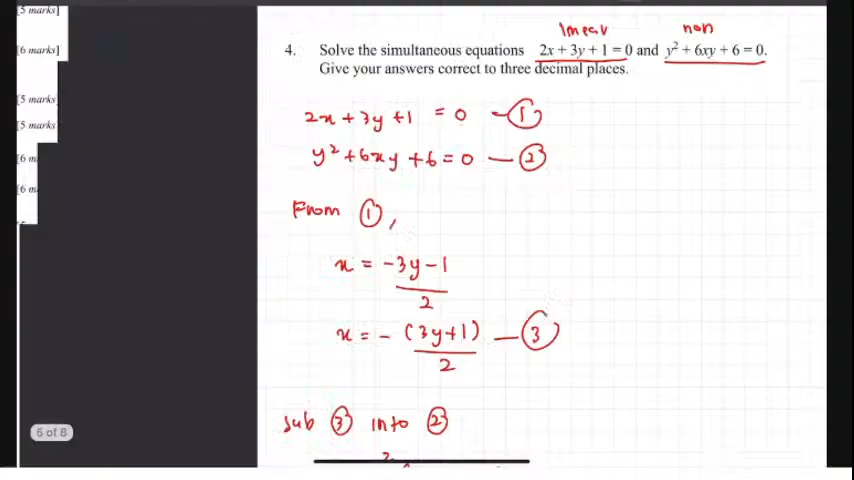 [5 marks]
[6 marks]
[5 marks]
[5 marks]
[6 m
[6 m
linear non
4. Solve the simultaneous equations 2x + 3y + 1 = 0 and y² + 6xy + 6 = 0.
Give your answers correct to three decimal places.
2x + 3y + 1 = 0 — ①
y² + 6xy + 6 = 0 — ②
From ①,
x = -3y - 1
2
x = - (3y+1) — ③
2
sub ③ into ②
6 of 8